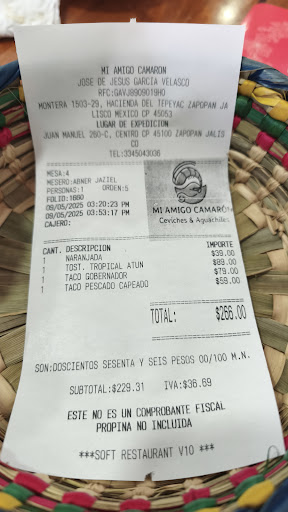 MI AMIGO CAMARON
JOSE DE JESUS GARCIA VELASCO
RFC:GAVJ8909019H0
MONTERA 1503-29, HACIENDA DEL TEPEYAC ZAPOPAN JA
LISCO MEXICO CP 45053
LUGAR DE EXPEDICION
JUAN MANUEL 260-C, CENTRO CP 45100 ZAPOPAN JALIS
CO
TEL:3345043036
MESA:4
MESERO:ABNER JAZIEL
PERSONAS:1 ORDEN:5
FOLIO:1680
09/05/2025 03:20:23 PM
09/05/2025 03:53:17 PM
CAJERO:
MI AMIGO CAMARÓN
Ceviches & Aguachiles
CANT. DESCRIPCION IMPORTE
1 NARANJADA $39.00
1 TOST. TROPICAL ATUN $89.00
1 TACO GOBERNADOR $79.00
1 TACO PESCADO CAPEADO $59.00
TOTAL: $266.00
SON:DOSCIENTOS SESENTA Y SEIS PESOS 00/100 M.N.
SUBTOTAL:$229.31 IVA:$36.69
ESTE NO ES UN COMPROBANTE FISCAL
PROPINA NO INCLUIDA
***SOFT RESTAURANT V10 ***